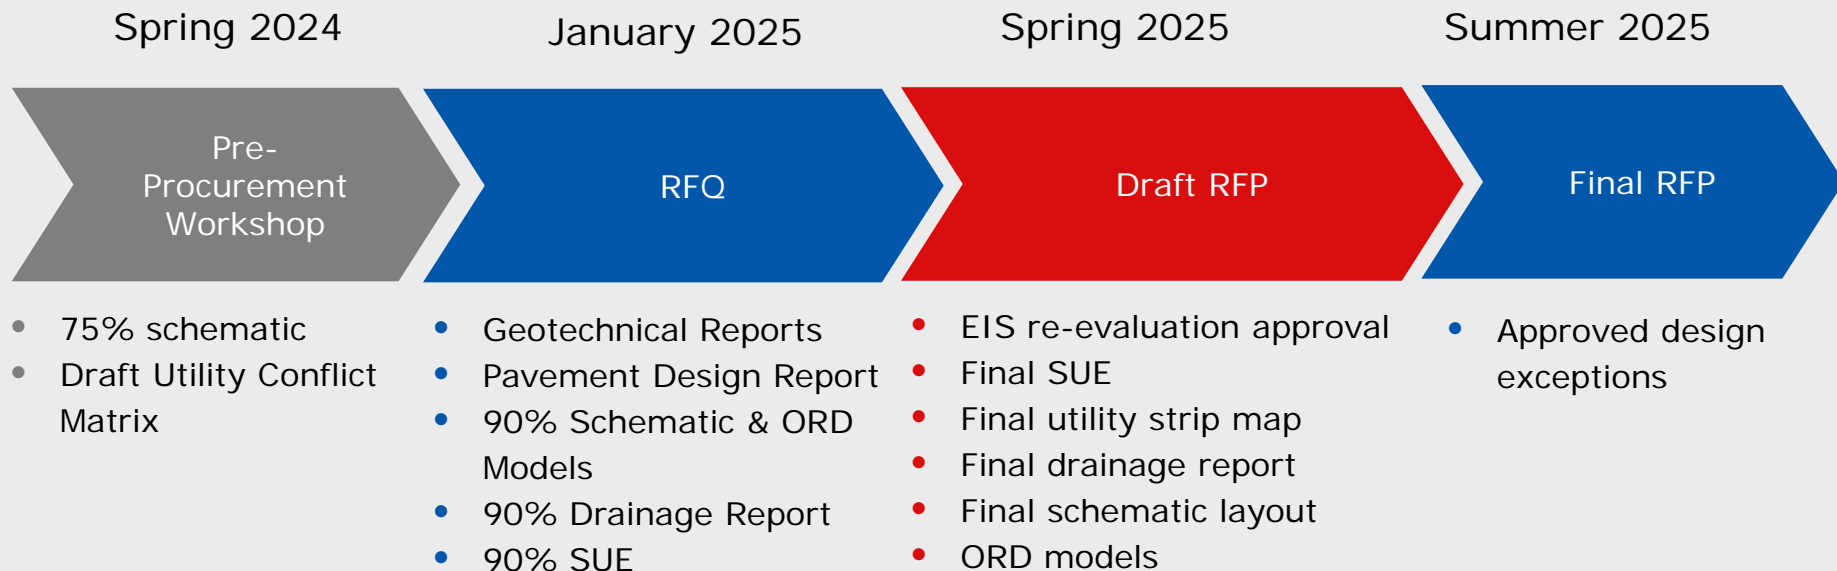 Spring 2024
January 2025
Spring 2025
Summer 2025
Pre-
Procurement
Workshop
RFQ
Draft RFP
Final RFP
• 75% schematic
• Draft Utility Conflict
Matrix
• Geotechnical Reports
• Pavement Design Report
• 90% Schematic & ORD
Models
• 90% Drainage Report
• 90% SUE
• EIS re-evaluation approval
• Final SUE
• Final utility strip map
• Final drainage report
• Final schematic layout
• ORD models
• Approved design
exceptions